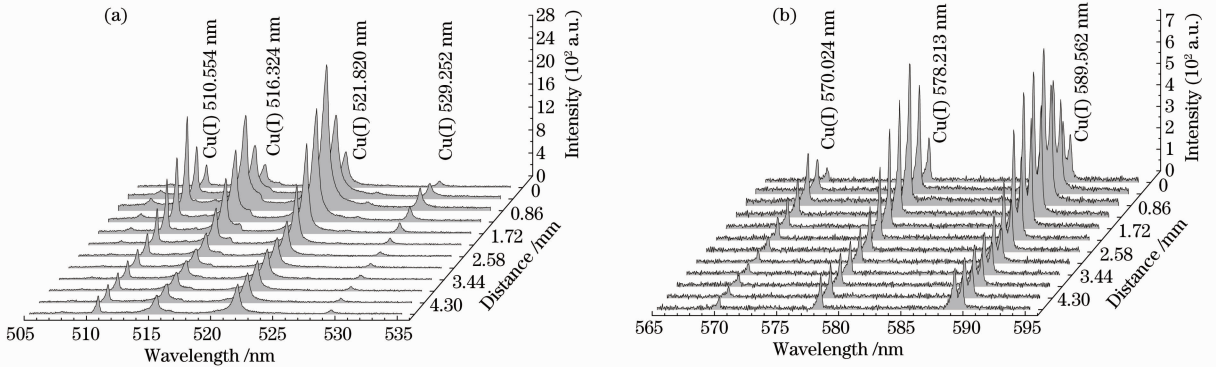 (a)
Cu(I) 510.554 nm
Cu(I) 516.324 nm
Cu(I) 521.820 nm
Cu(I) 529.252 nm
28
24
20
16
12
8
4
0
Intensity (10² a.u.)
0
0.86
1.72
2.58
3.44
4.30
Distance /mm
505 510 515 520 525 530 535
Wavelength /nm
(b)
Cu(I) 570.024 nm
Cu(I) 578.213 nm
Cu(I) 589.562 nm
7
6
5
4
3
2
1
0
Intensity (10² a.u.)
0
0.86
1.72
2.58
3.44
4.30
Distance /mm
565 570 575 580 585 590 595
Wavelength /nm